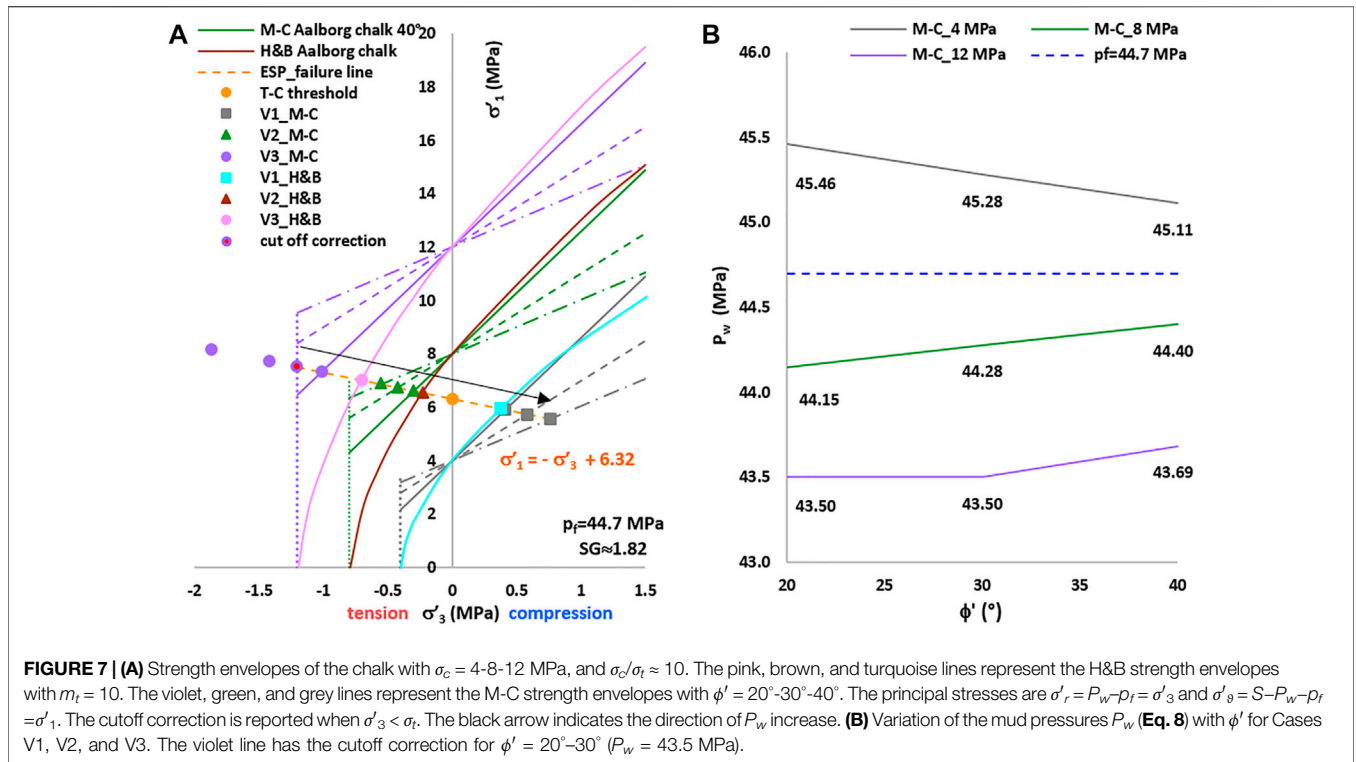 A
M-C Aalborg chalk 40°
H&B Aalborg chalk
ESP_failure line
T-C threshold
V1_M-C
V2_M-C
V3_M-C
V1_H&B
V2_H&B
V3_H&B
cut off correction
σ'₁ (MPa)
20
18
16
14
12
10
8
6
4
2
0
σ'₁ = - σ'₃ + 6.32
pf=44.7 MPa
SG≈1.82
-2 -1.5 -1 -0.5 0 0.5 1 1.5
tension σ'₃ (MPa) compression
B
M-C_4 MPa M-C_8 MPa
M-C_12 MPa pf=44.7 MPa
46.0
45.5
45.0
44.5
44.0
43.5
43.0
P_w (MPa)
45.46 45.28 45.11
44.15 44.28 44.40
43.50 43.50 43.69
20 25 30 35 40
ϕ' (°)
FIGURE 7 | (A) Strength envelopes of the chalk with σc = 4-8-12 MPa, and σc/σt ≈ 10. The pink, brown, and turquoise lines represent the H&B strength envelopes
with mt = 10. The violet, green, and grey lines represent the M-C strength envelopes with ϕ' = 20°-30°-40°. The principal stresses are σ'r = Pw–pf = σ'3 and σ'ϑ = S–Pw–pf
=σ'1. The cutoff correction is reported when σ'3 < σt. The black arrow indicates the direction of Pw increase. (B) Variation of the mud pressures Pw (Eq. 8) with ϕ' for Cases
V1, V2, and V3. The violet line has the cutoff correction for ϕ' = 20°–30° (Pw = 43.5 MPa).